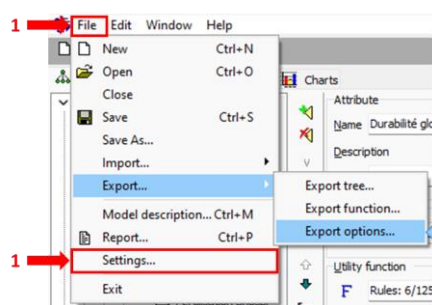 1 File Edit Window Help
New Ctrl+N
Open Ctrl+O
Close
Save Ctrl+S
Save As...
Import...
Export...
Model description... Ctrl+M
Report... Ctrl+P
1 Settings...
Exit
Export tree...
Export function...
Export options...
Charts
Attribute
Name Durabilité glo
Description
Utility function
F Rules: 6/125